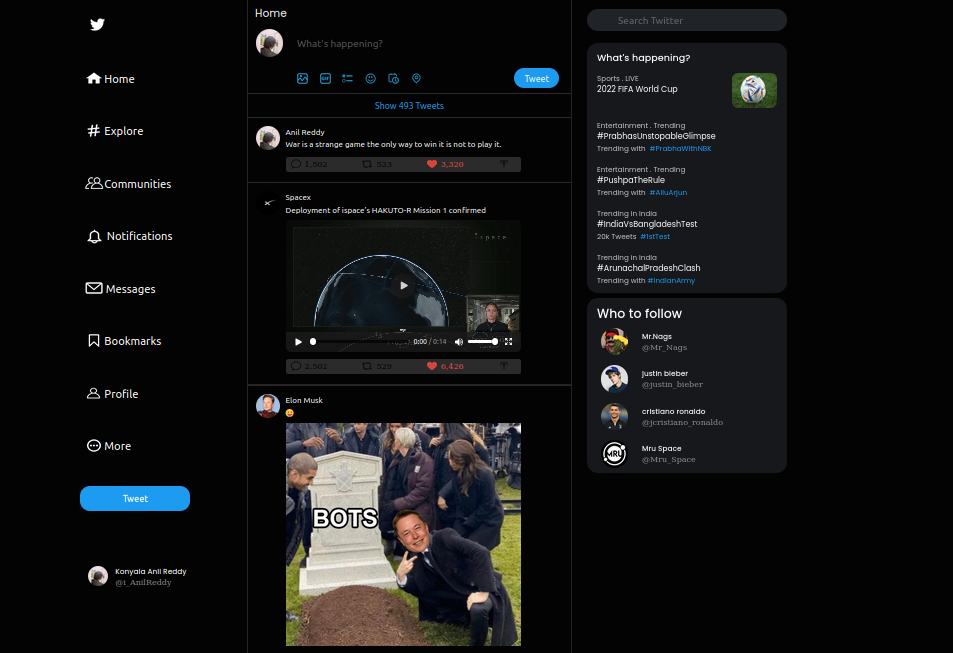 Home
Explore
Communities
Notifications
Messages
Bookmarks
Profile
More
Tweet
Konyala Anil Reddy
@i_AnilReddy
Home
What's happening?
GIF
Tweet
Show 493 Tweets
Anil Reddy
War is a strange game the only way to win it is not to play it.
1,502 523 3,320
Spacex
Deployment of ispace's HAKUTO-R Mission 1 confirmed
ispace
0:00 / 0:14
2,502 529 6,426
Elon Musk
BOTS
Search Twitter
What's happening?
Sports . LIVE
2022 FIFA World Cup
Entertainment . Trending
#PrabhasUnstopableGlimpse
Trending with #PrabhaWithNBK
Entertainment . Trending
#PushpaTheRule
Trending with #AlluArjun
Trending in India
#IndiaVsBangladeshTest
20k Tweets #1stTest
Trending in India
#ArunachalPradeshClash
Trending with #IndianArmy
Who to follow
Mr.Nags
@Mr_Nags
justin bieber
@justin_bieber
cristiano ronaldo
@jcristiano_ronaldo
MRU
Mru Space
@Mru_Space